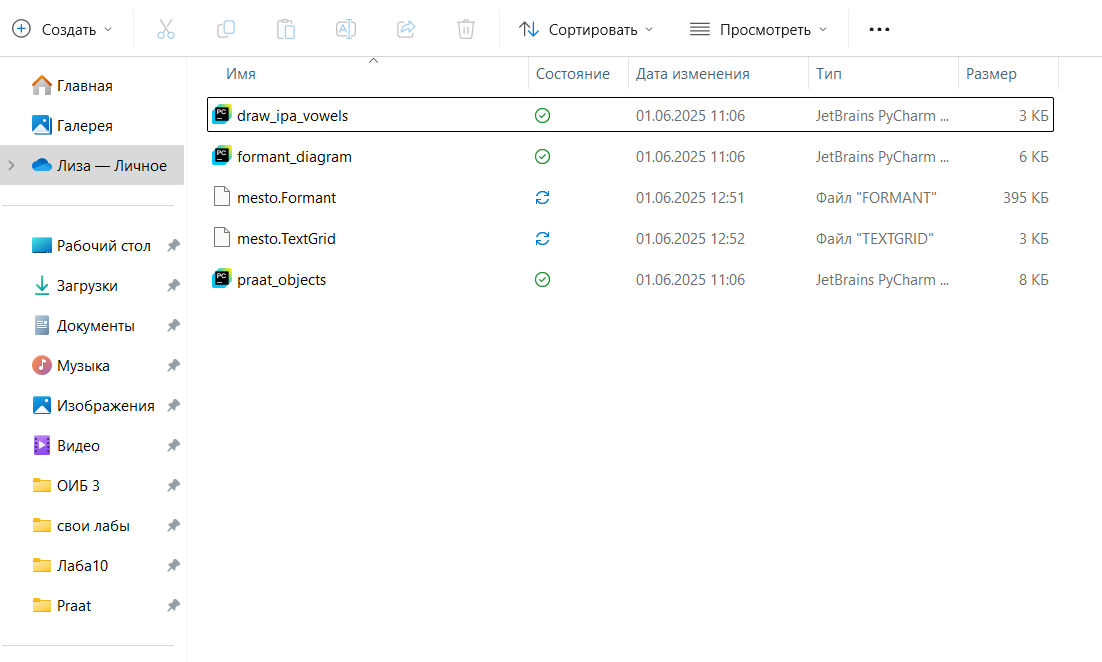 Создать Сортировать Просмотреть
Имя Состояние Дата изменения Тип Размер
Главная
Галерея
Лиза — Личное
Рабочий стол
Загрузки
Документы
Музыка
Изображения
Видео
ОИБ 3
свои лабы
Лаба10
Praat
draw_ipa_vowels 01.06.2025 11:06 JetBrains PyCharm ... 3 КБ
formant_diagram 01.06.2025 11:06 JetBrains PyCharm ... 6 КБ
mesto.Formant 01.06.2025 12:51 Файл "FORMANT" 395 КБ
mesto.TextGrid 01.06.2025 12:52 Файл "TEXTGRID" 3 КБ
praat_objects 01.06.2025 11:06 JetBrains PyCharm ... 8 КБ